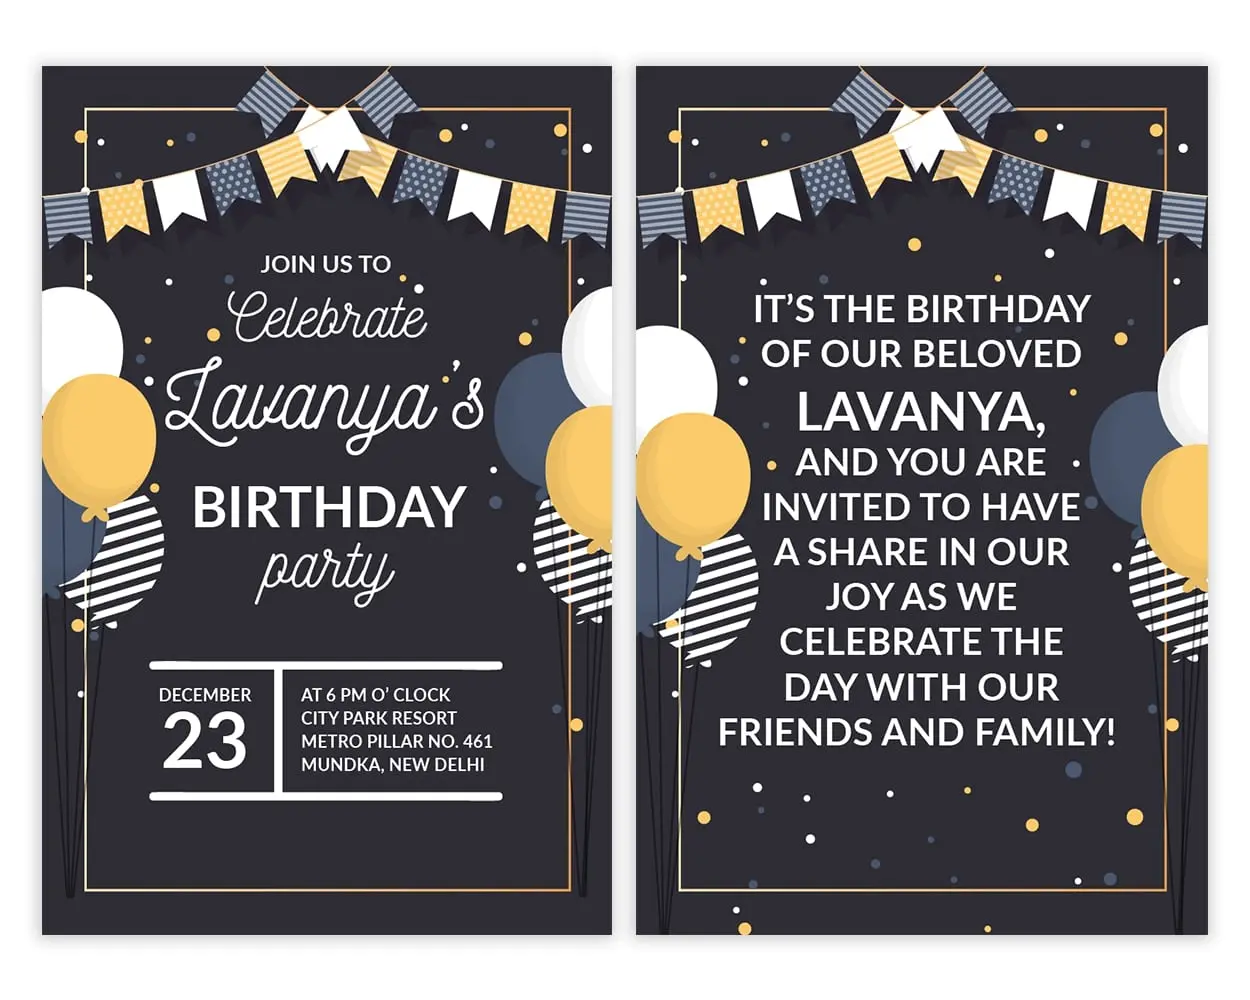 JOIN US TO
Celebrate
Lavanya's
BIRTHDAY
party
DECEMBER
23
AT 6 PM O' CLOCK
CITY PARK RESORT
METRO PILLAR NO. 461
MUNDKA, NEW DELHI
IT'S THE BIRTHDAY
OF OUR BELOVED
LAVANYA,
AND YOU ARE
INVITED TO HAVE
A SHARE IN OUR
JOY AS WE
CELEBRATE THE
DAY WITH OUR
FRIENDS AND FAMILY!